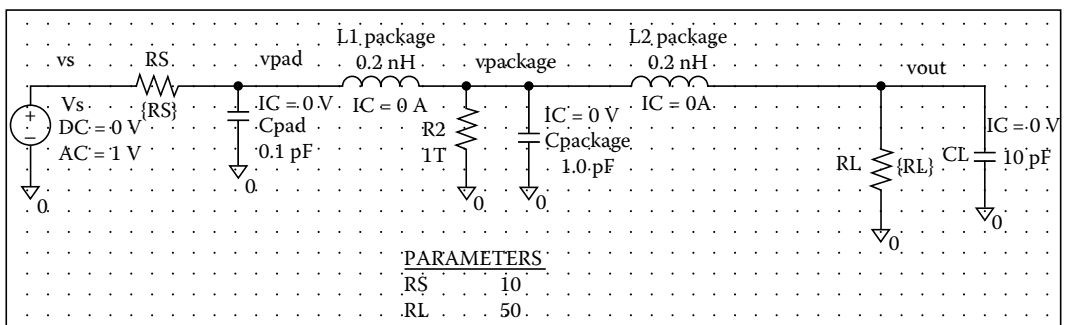 L1 package
L2 package
vs
RS
vpad
0.2 nH
vpackage
0.2 nH
vout
Vs
{RS}
IC = 0 V
IC = 0 A
IC = 0A
+
DC = 0 V
Cpad
R2
IC = 0 V
IC = 0 V
−
AC = 1 V
0.1 pF
1T
Cpackage
1.0 pF
RL
{RL}
CL
10 pF
0
0
0
0
0
0
PARAMETERS
RS 10
RL 50